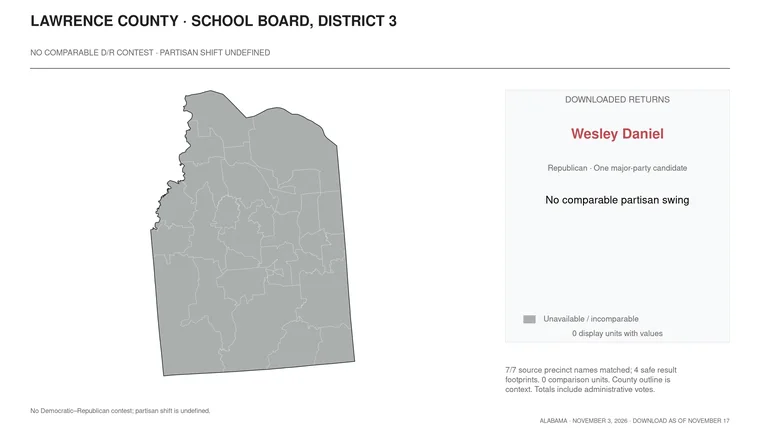 LAWRENCE COUNTY · SCHOOL BOARD, DISTRICT 3
NO COMPARABLE D/R CONTEST · PARTISAN SHIFT UNDEFINED
DOWNLOADED RETURNS
Wesley Daniel
Republican · One major-party candidate
No comparable partisan swing
Unavailable / incomparable
0 display units with values
7/7 source precinct names matched; 4 safe result
footprints, 0 comparison units. County outline is
context. Totals include administrative votes.
No Democratic–Republican contest; partisan shift is undefined.
ALABAMA · NOVEMBER 3, 2026 · DOWNLOAD AS OF NOVEMBER 17